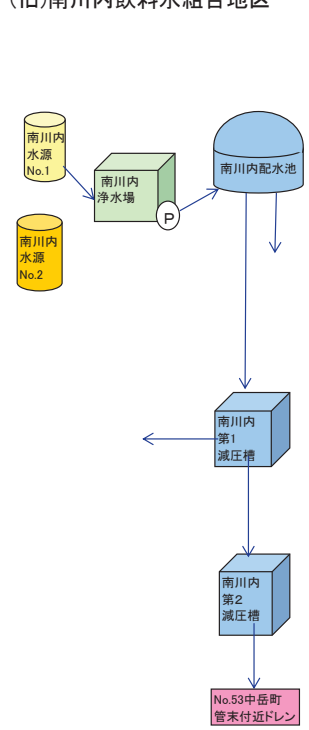 (旧)南川内飲料水組合地区
南川内
水源
No.1
南川内
浄水場
P
南川内配水池
南川内
水源
No.2
南川内
第1
減圧槽
南川内
第2
減圧槽
No.53中岳町
管末付近ドレン